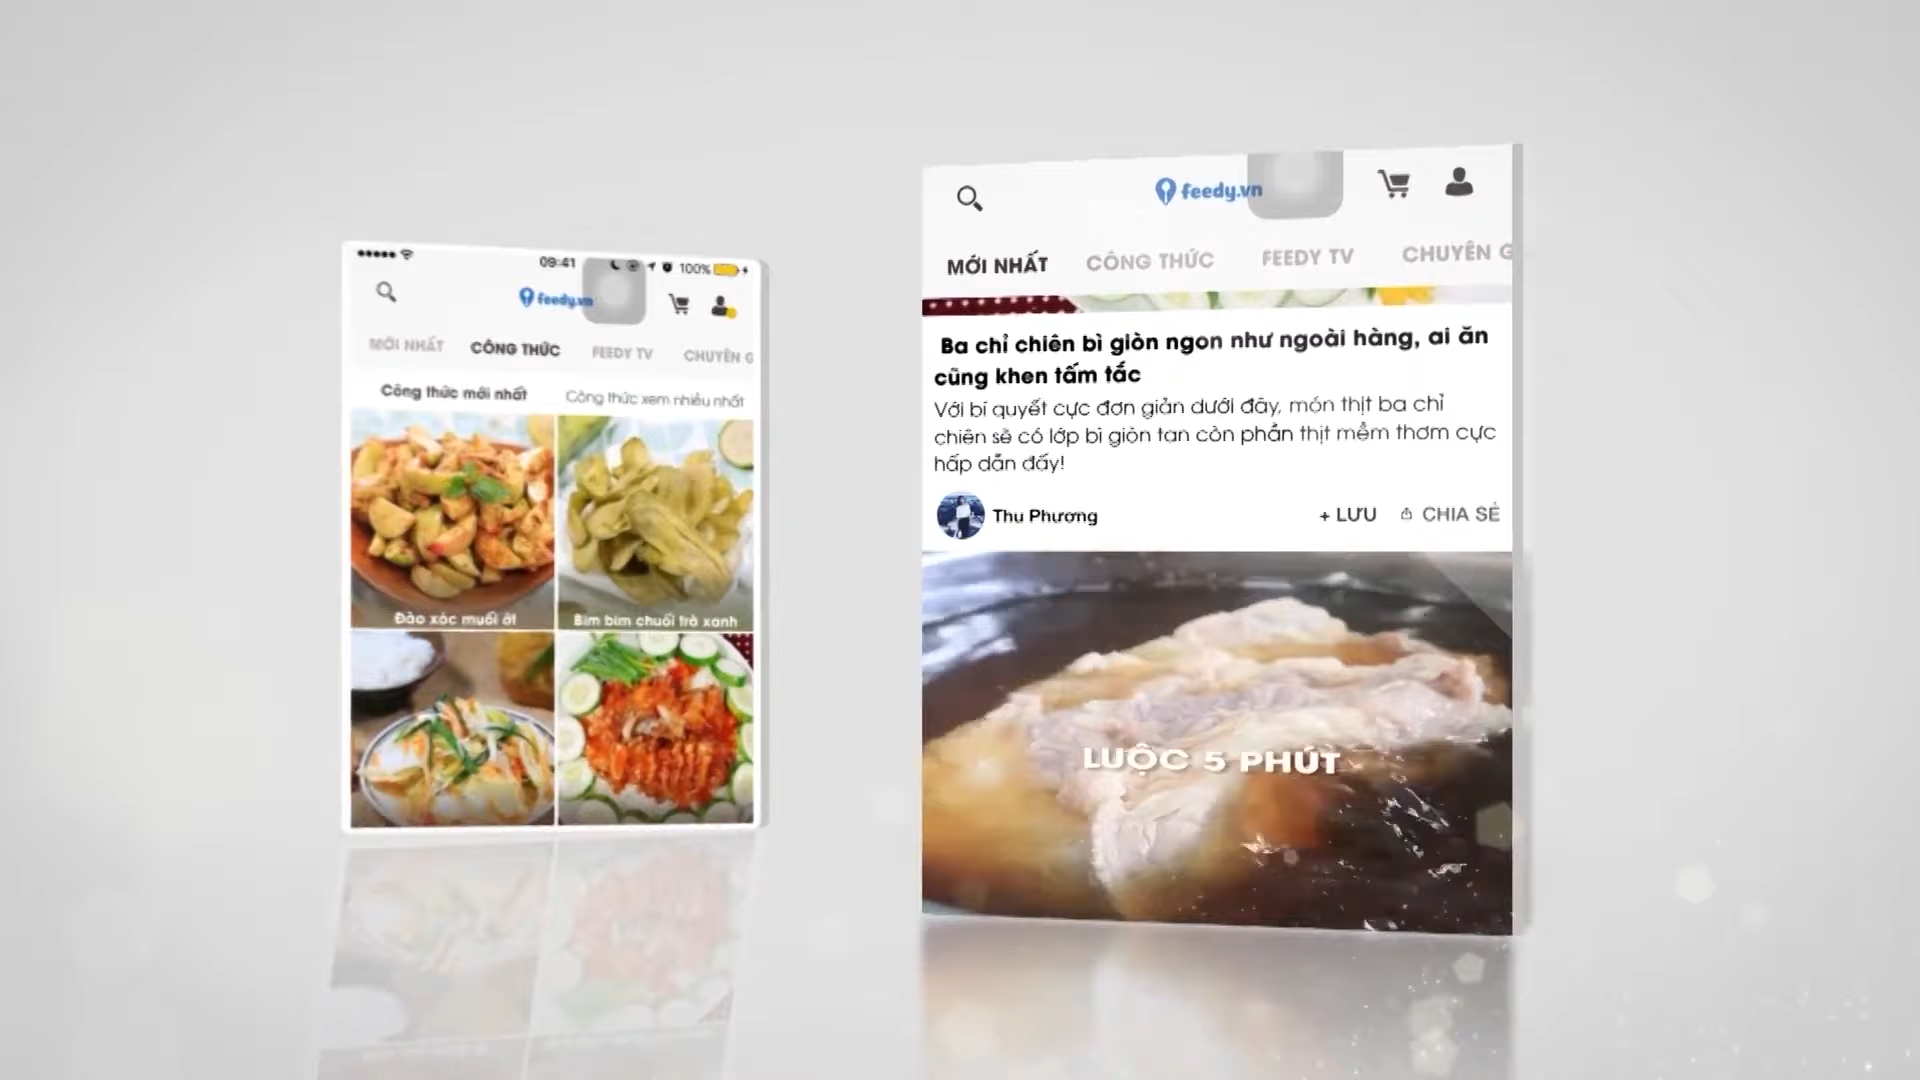 09:41
100%
feedy.vn
MỚI NHẤT
CÔNG THỨC
FEEDY TV
CHUYÊN G
Công thức mới nhất
Công thức xem nhiều nhất
Đào xóc muối ớt
Bim bim chuối trà xanh
feedy.vn
MỚI NHẤT
CÔNG THỨC
FEEDY TV
CHUYÊN G
Ba chỉ chiên bì giòn ngon như ngoài hàng, ai ăn
cũng khen tấm tắc
Với bí quyết cực đơn giản dưới đây, món thịt ba chỉ
chiên sẽ có lớp bì giòn tan còn phần thịt mềm thơm cực
hấp dẫn đấy!
Thu Phương
+ LƯU
CHIA SẺ
LUỘC 5 PHÚT